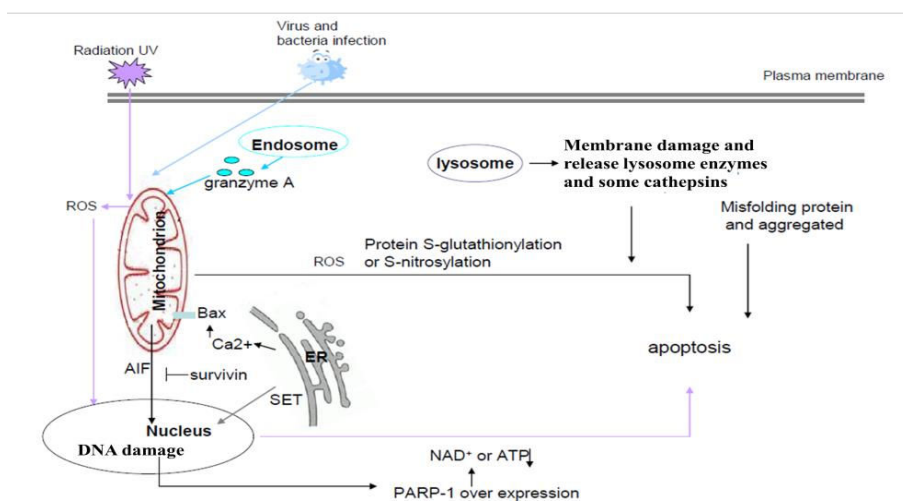 Virus and
bacteria infection
Radiation UV
Plasma membrane
Endosome
granzyme A
lysosome
Membrane damage and
release lysosome enzymes
and some cathepsins
ROS
Mitochondrion
Misfolding protein
and aggregated
Protein S-glutathionylation
ROS or S-nitrosylation
Bax
Ca2+
ER
apoptosis
AIF
survivin
SET
Nucleus
DNA damage
NAD+ or ATP
PARP-1 over expression